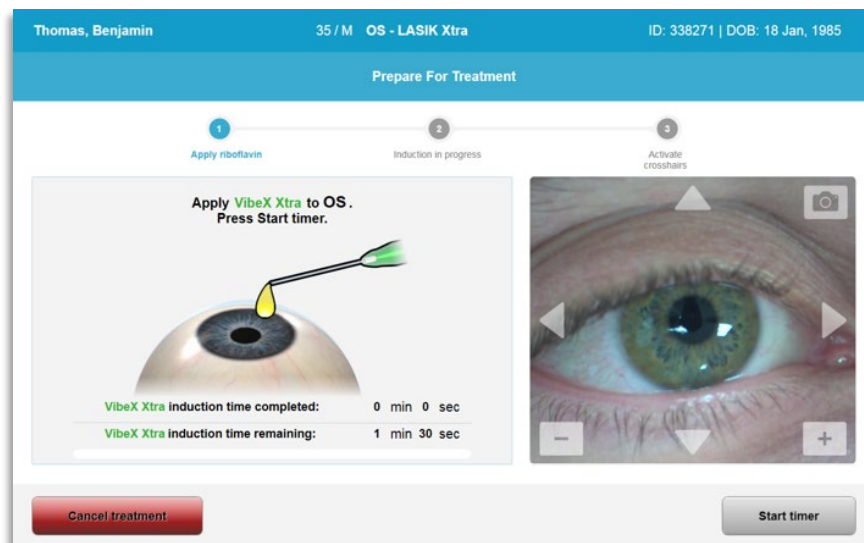 Thomas, Benjamin 35 / M OS - LASIK Xtra ID: 338271 | DOB: 18 Jan, 1985
Prepare For Treatment
1 2 3
Apply riboflavin Induction in progress Activate
crosshairs
Apply VibeX Xtra to OS.
Press Start timer.
VibeX Xtra induction time completed: 0 min 0 sec
VibeX Xtra induction time remaining: 1 min 30 sec
Cancel treatment Start timer